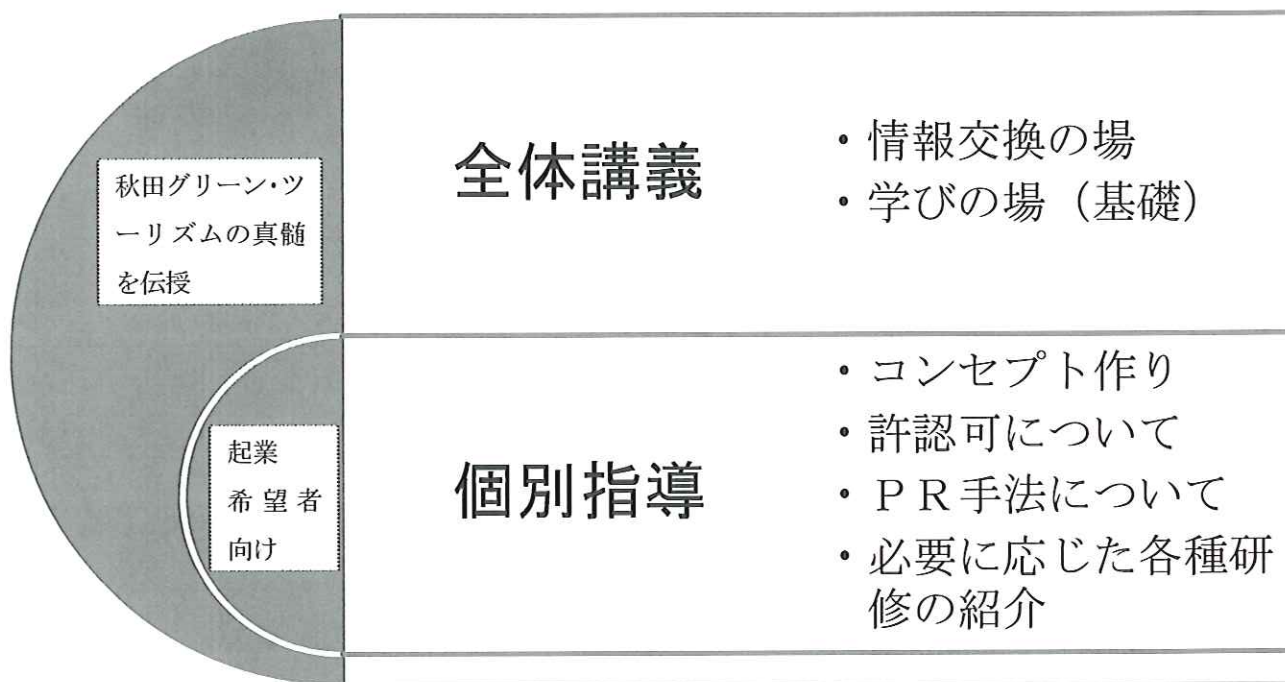 秋田グリーン・ツ
ーリズムの真髄
を伝授
全体講義
・情報交換の場
・学びの場（基礎）
起業
希望者
向け
個別指導
・コンセプト作り
・許認可について
・ＰＲ手法について
・必要に応じた各種研
修の紹介